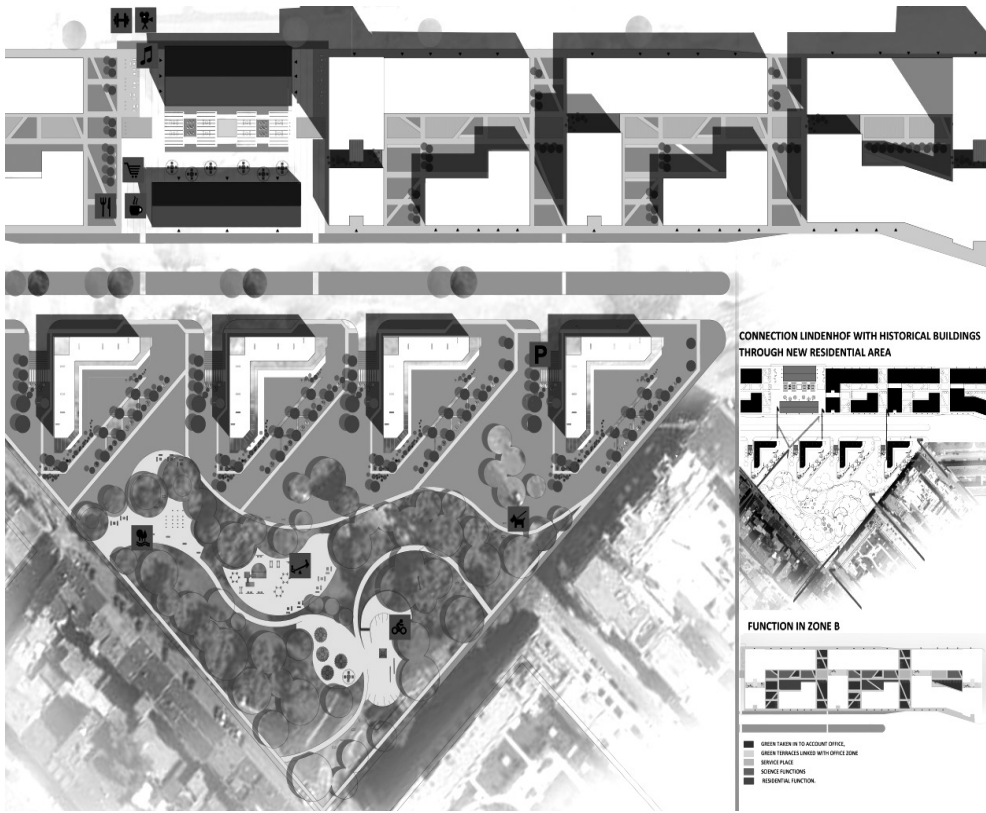 P
CONNECTION LINDENHOF WITH HISTORICAL BUILDINGS
THROUGH NEW RESIDENTIAL AREA
FUNCTION IN ZONE B
GREEN TAKEN IN TO ACCOUNT OFFICE,
GREEN TERRACES LINKED WITH OFFICE ZONE
SERVICE PLACE
SCIENCE FUNCTIONS
RESIDENTIAL FUNCTION.